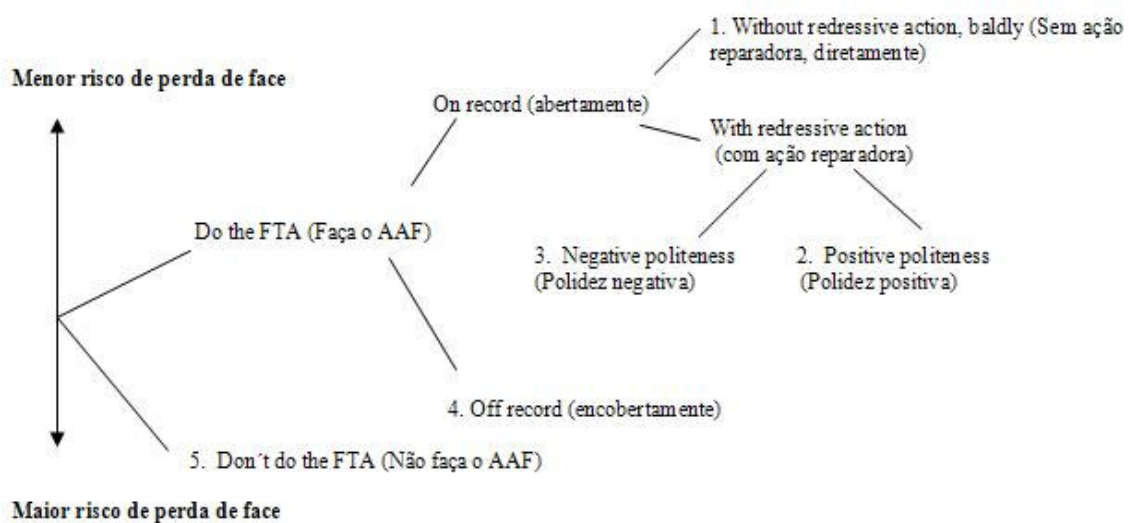 1. Without redressive action, baldly (Sem ação
reparadora, diretamente)
Menor risco de perda de face
On record (abertamente)
With redressive action
(com ação reparadora)
Do the FTA (Faça o AAF)
3. Negative politeness
(Polidez negativa)
2. Positive politeness
(Polidez positiva)
4. Off record (encobertamente)
5. Don´t do the FTA (Não faça o AAF)
Maior risco de perda de face